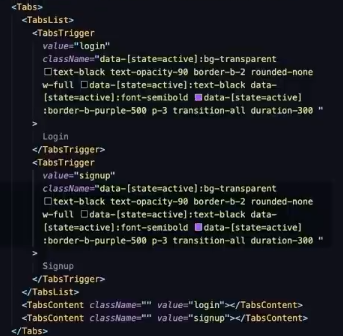 <Tabs>
<TabsList>
<TabsTrigger
value="login"
className="data-[state=active]:bg-transparent
text-black text-opacity-90 border-b-2 rounded-none
w-full data-[state=active]:text-black data-
[state=active]:font-semibold data-[state=active]
:border-b-purple-500 p-3 transition-all duration-300 "
>
Login
</TabsTrigger>
<TabsTrigger
value="signup"
className="data-[state=active]:bg-transparent
text-black text-opacity-90 border-b-2 rounded-none
w-full data-[state=active]:text-black data-
[state=active]:font-semibold data-[state=active]
:border-b-purple-500 p-3 transition-all duration-300 "
>
Signup
</TabsTrigger>
</TabsList>
<TabsContent className="" value="login"></TabsContent>
<TabsContent className="" value="signup"></TabsContent>
</Tabs>